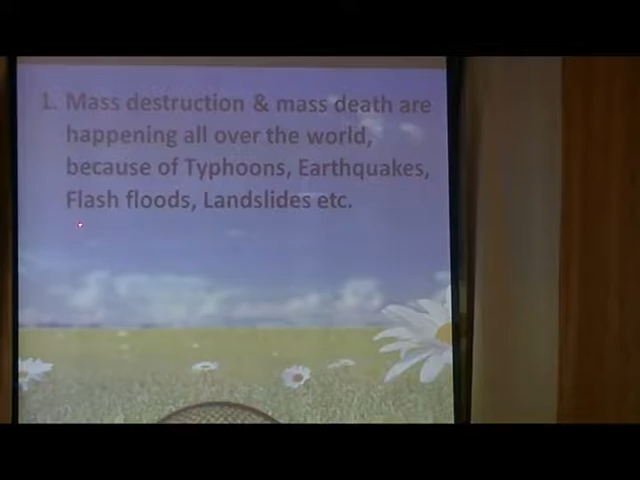 1. Mass destruction & mass death are
happening all over the world,
because of Typhoons, Earthquakes,
Flash floods, Landslides etc.